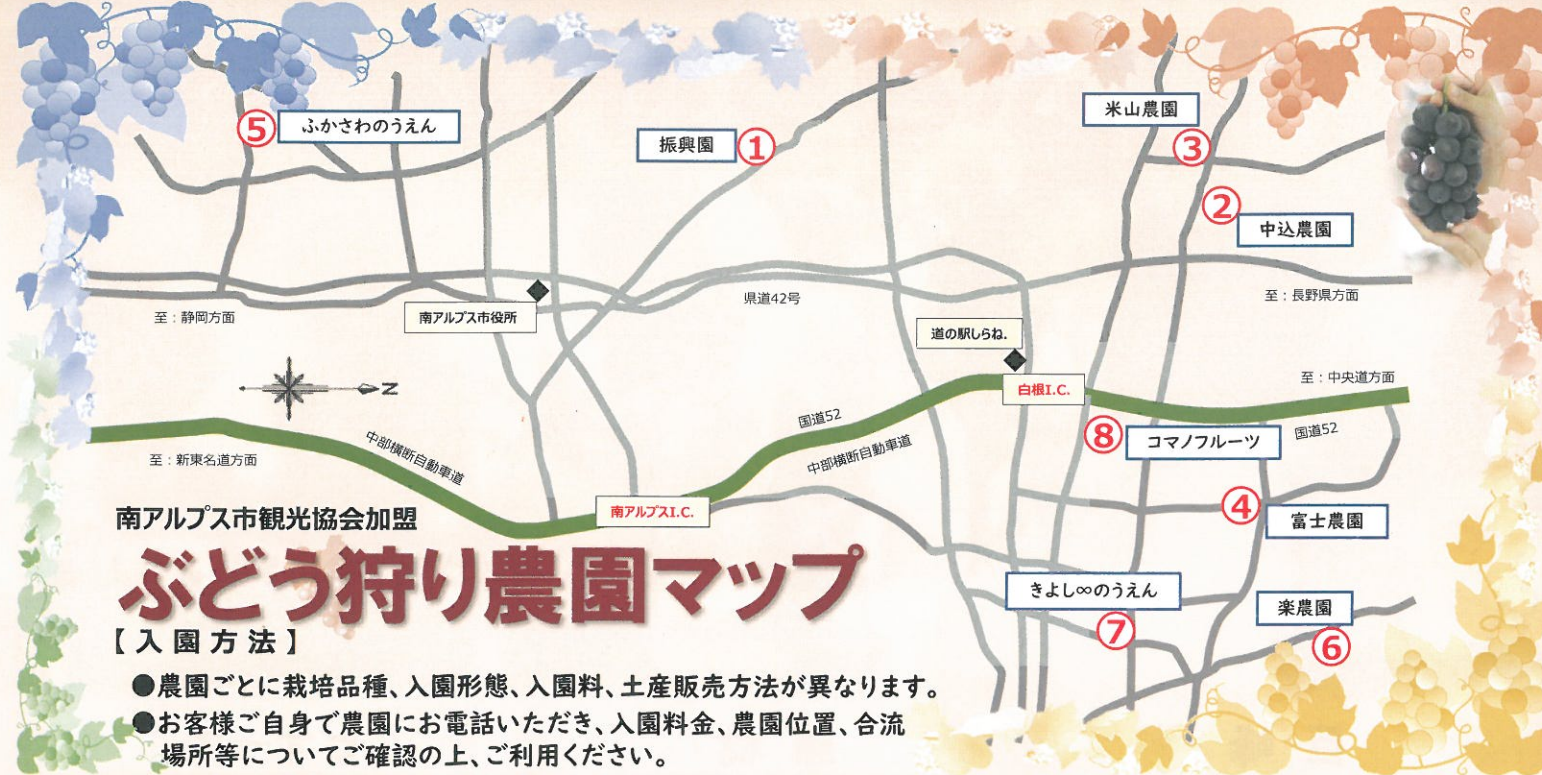 ⑤ ふかさわのうえん
振興園 ①
米山農園
③
②
中込農園
県道42号
至：静岡方面
南アルプス市役所
至：長野県方面
道の駅しらね.
N
白根I.C.
至：中央道方面
国道52
中部横断自動車道
至：新東名道方面
中部横断自動車道
⑧ コマノフルーツ
国道52
南アルプスI.C.
④
富士農園
きよし∞のうえん
⑦
楽農園
⑥
南アルプス市観光協会加盟
ぶどう狩り農園マップ
【入園方法】
●農園ごとに栽培品種、入園形態、入園料、土産販売方法が異なります。
●お客様ご自身で農園にお電話いただき、入園料金、農園位置、合流
場所等についてご確認の上、ご利用ください。